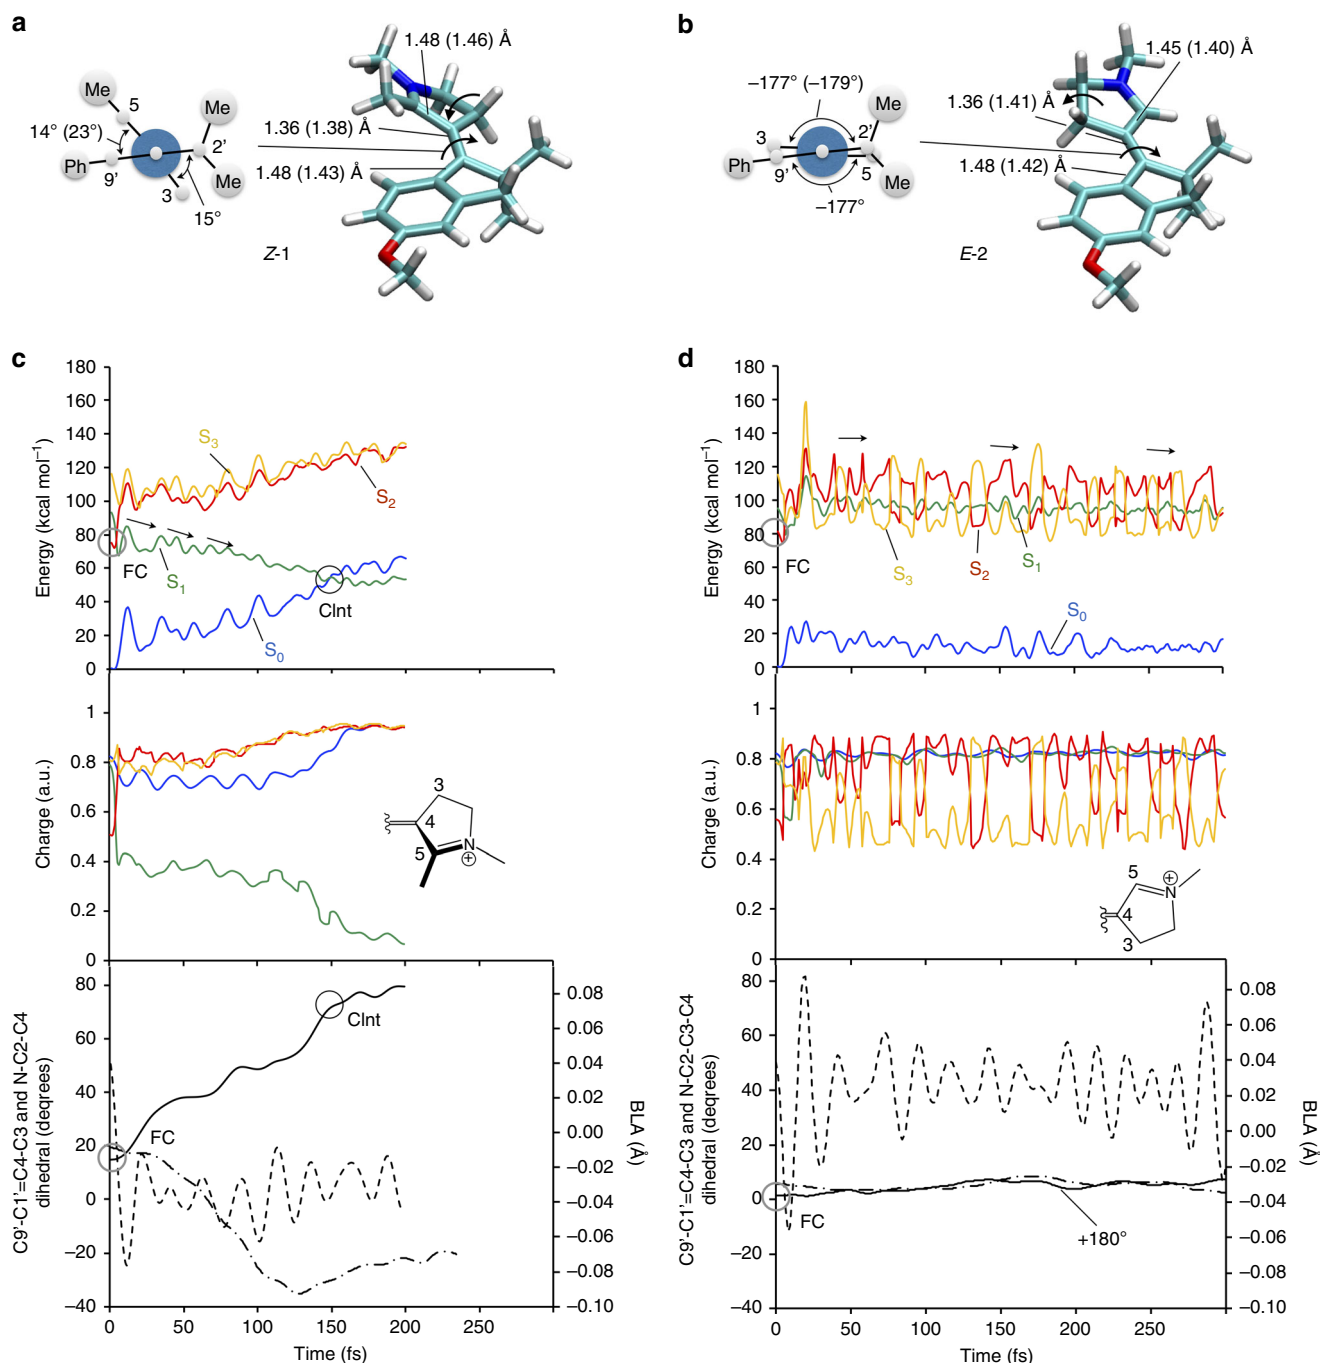 a
1.48 (1.46) Å
Me
5
Me
14° (23°)
1.36 (1.38) Å
2'
Ph
9'
1.48 (1.43) Å
3
Me
15°
Z-1
b
1.45 (1.40) Å
−177° (−179°)
Me
1.36 (1.41) Å
3
2'
Ph
1.48 (1.42) Å
9'
5
Me
−177°
E-2
c
180
160
140
120
100
80
60
40
20
0
Energy (kcal mol−1)
S3
S2
FC
S1
CInt
S0
d
180
160
140
120
100
80
60
40
20
0
Energy (kcal mol−1)
FC
S3
S2
S1
S0
1
0.8
0.6
0.4
0.2
0
Charge (a.u.)
3
4
N
⊕
5
1
0.8
0.6
0.4
0.2
0
Charge (a.u.)
5
⊕
N
4
3
80
60
40
20
0
−20
−40
C9'-C1'=C4-C3 and N-C2-C4
dihedral (deqrees)
FC
CInt
0.08
0.06
0.04
0.02
0.00
−0.02
−0.04
−0.06
−0.08
−0.10
BLA (Å)
0
50
100
150
200
250
Time (fs)
80
60
40
20
0
−20
−40
C9'-C1'=C4-C3 and N-C2-C3-C4
dihedral (deqrees)
FC
+180°
0.08
0.06
0.04
0.02
0.00
−0.02
−0.04
−0.06
−0.08
−0.10
BLA (Å)
0
50
100
150
200
250
Time (fs)